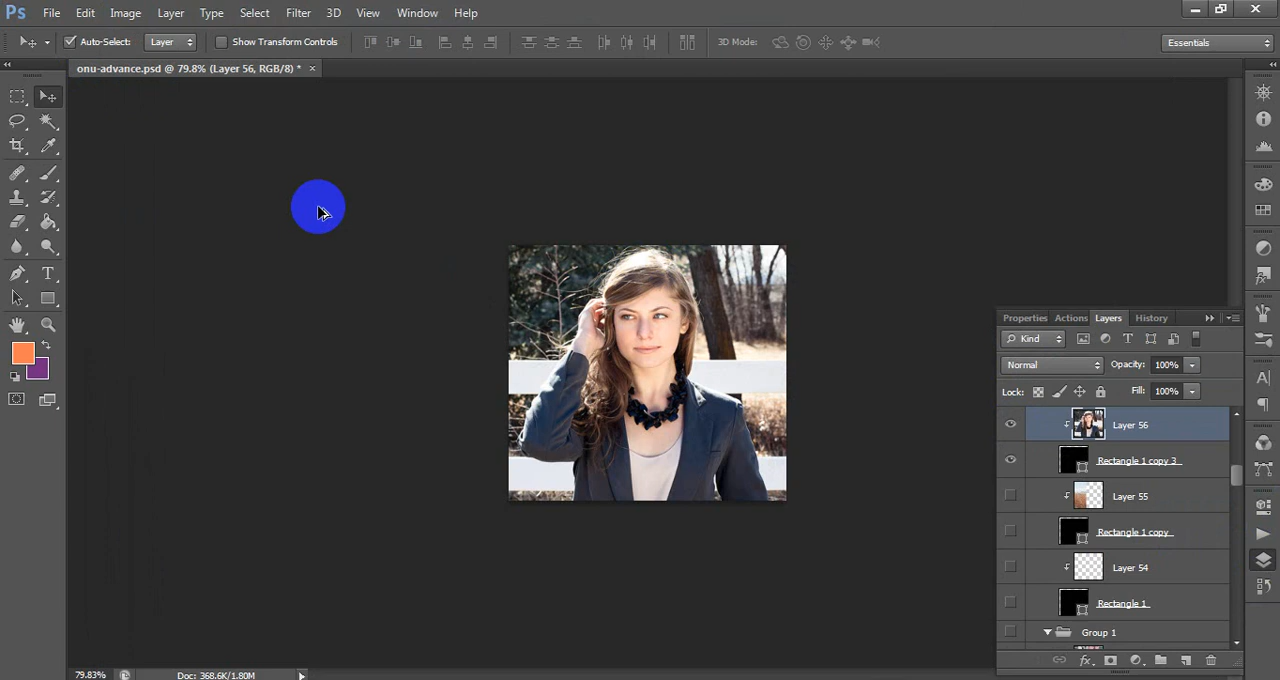 Ps File Edit Image Layer Type Select Filter 3D View Window Help
Auto-Select: Layer Show Transform Controls 3D Mode: Essentials
onu-advance.psd @ 79.8% (Layer 56, RGB/8) * ×
Properties Actions Layers History
Kind
Normal Opacity: 100%
Lock: Fill: 100%
Layer 56
Rectangle 1 copy 3
Layer 55
Rectangle 1 copy
Layer 54
Rectangle 1
Group 1
79.83% Doc: 368.6K/1.80M